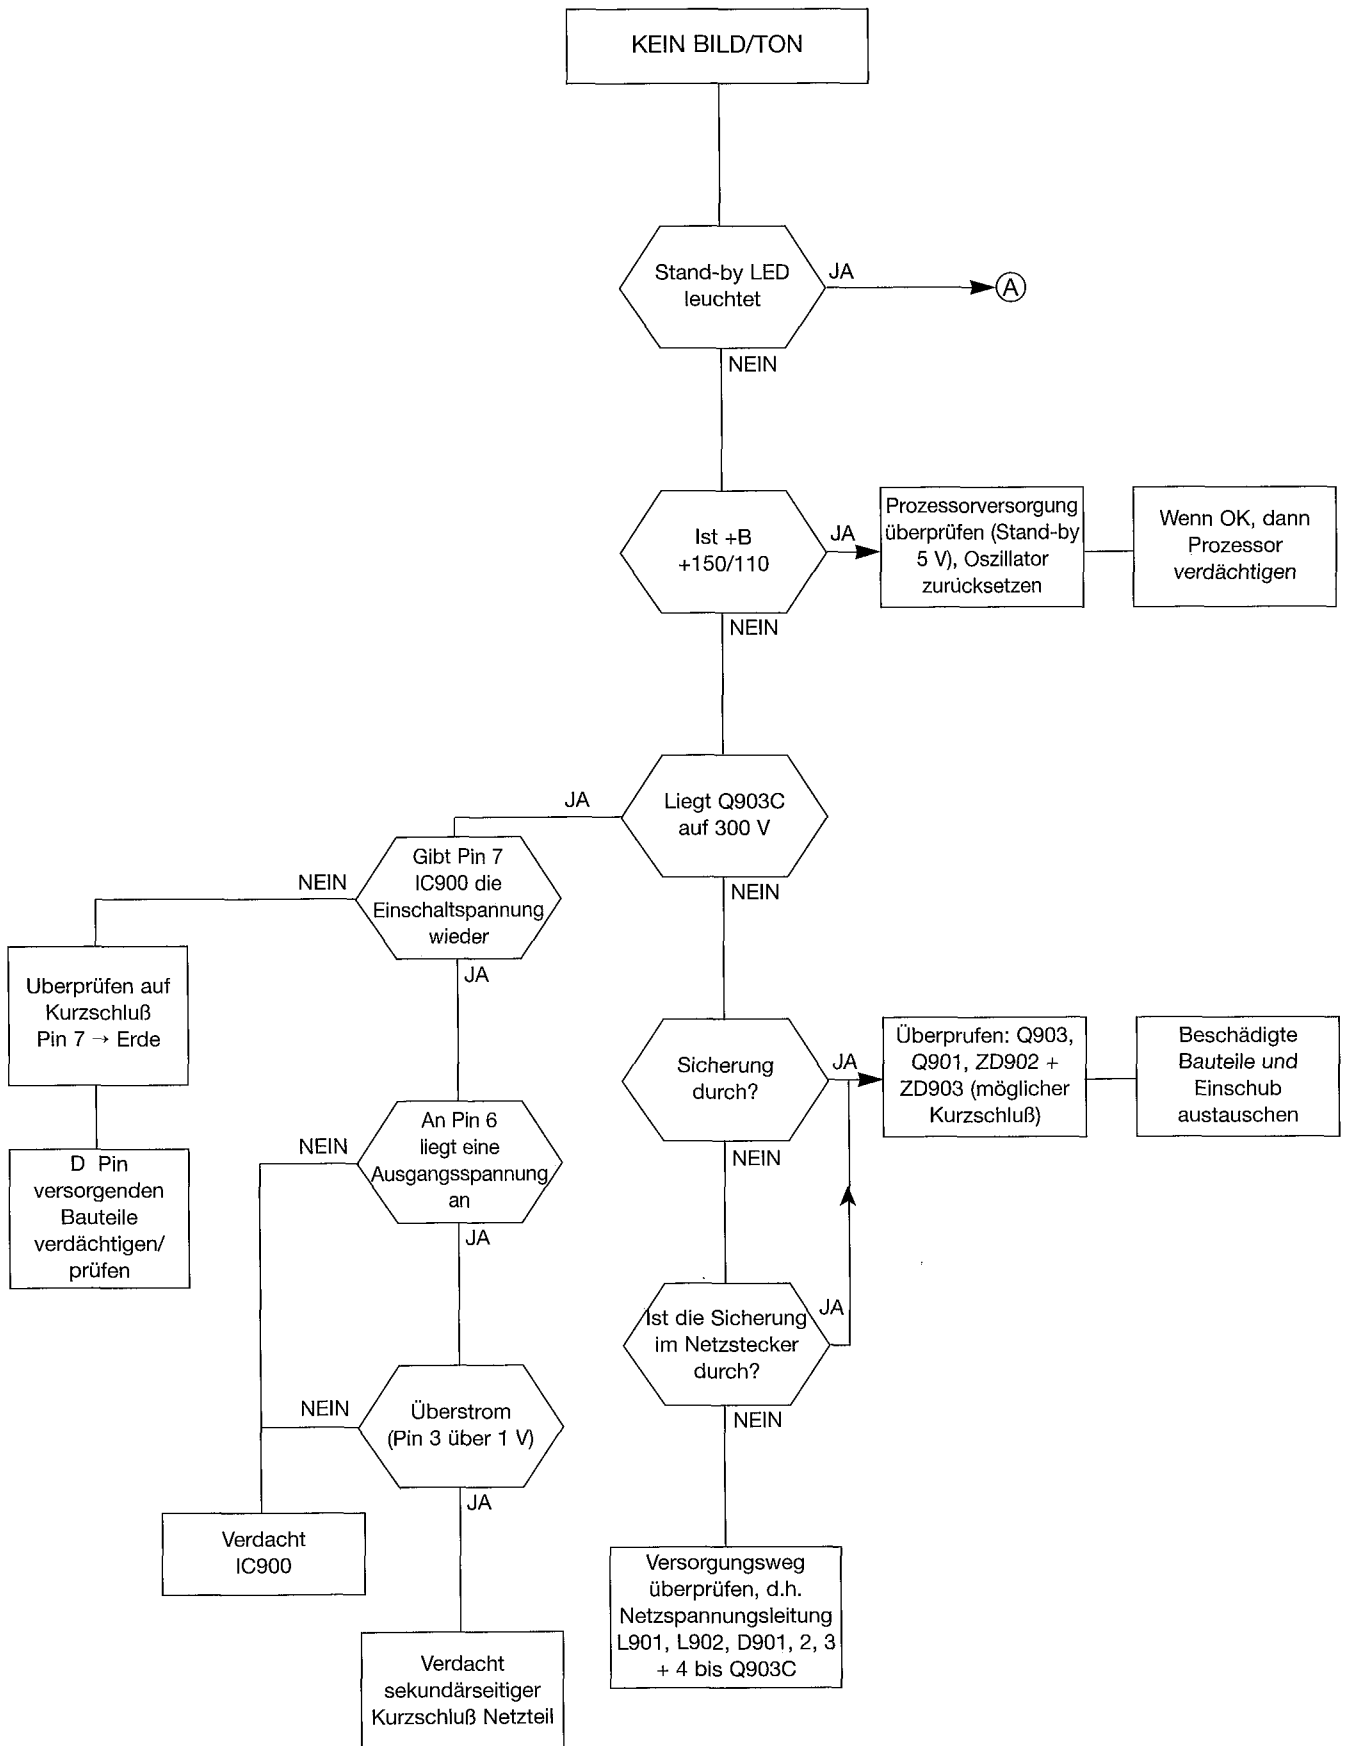 KEIN BILD/TON
Stand-by LED
leuchtet
JA
A
NEIN
Ist +B
+150/110
JA
Prozessorversorgung
überprüfen (Stand-by
5 V), Oszillator
zurücksetzen
Wenn OK, dann
Prozessor
verdächtigen
NEIN
Liegt Q903C
auf 300 V
JA
NEIN
Gibt Pin 7
IC900 die
Einschaltspannung
wieder
NEIN
JA
Uberprüfen auf
Kurzschluß
Pin 7 → Erde
D Pin
versorgenden
Bauteile
verdächtigen/
prüfen
An Pin 6
liegt eine
Ausgangsspannung
an
NEIN
JA
Überstrom
(Pin 3 über 1 V)
NEIN
JA
Verdacht
IC900
Verdacht
sekundärseitiger
Kurzschluß Netzteil
Sicherung
durch?
JA
NEIN
Überprufen: Q903,
Q901, ZD902 +
ZD903 (möglicher
Kurzschluß)
Beschädigte
Bauteile und
Einschub
austauschen
Ist die Sicherung
im Netzstecker
durch?
JA
NEIN
Versorgungsweg
überprüfen, d.h.
Netzspannungsleitung
L901, L902, D901, 2, 3
+ 4 bis Q903C